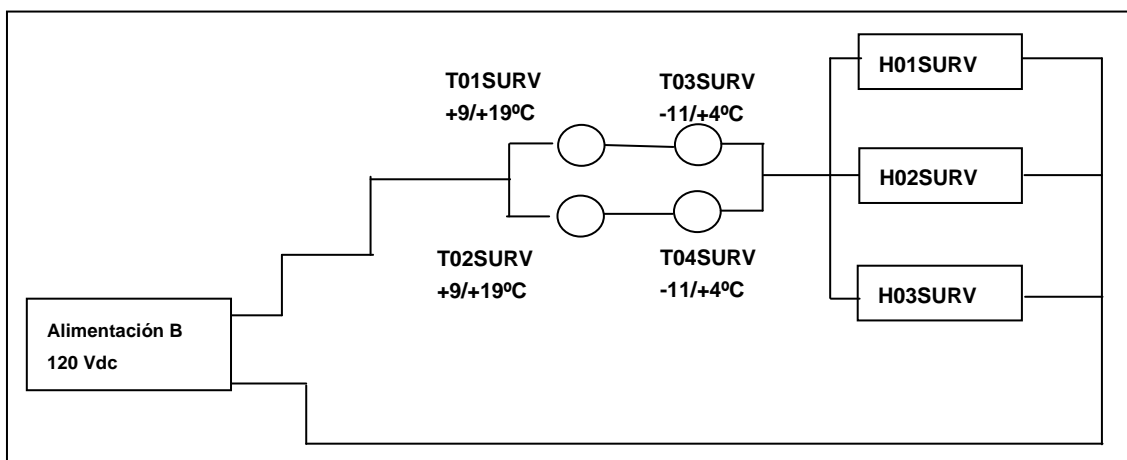 T01SURV
+9/+19ºC
T03SURV
-11/+4ºC
H01SURV
H02SURV
T02SURV
+9/+19ºC
T04SURV
-11/+4ºC
H03SURV
Alimentación B
120 Vdc